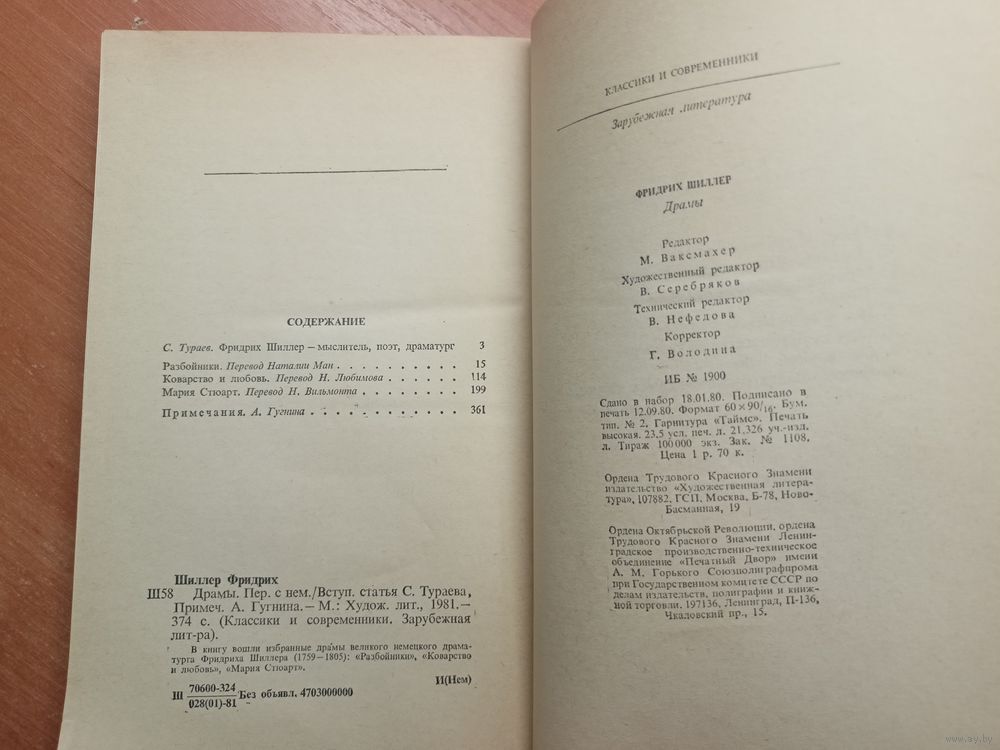 СОДЕРЖАНИЕ
С. Тураев. Фридрих Шиллер — мыслитель, поэт, драматург 3
Разбойники. Перевод Наталии Ман . . . . . . . . . . 15
Коварство и любовь. Перевод Н. Любимова . . . . . . 114
Мария Стюарт. Перевод Н. Вильмонта . . . . . . . . 199
Примечания. А. Гугнина . . . . . . . . . . . . 361
Шиллер Фридрих
Ш58 Драмы. Пер. с нем./Вступ. статья С. Тураева,
Примеч. А. Гугнина. — М.: Худож. лит., 1981. —
374 с. (Классики и современники. Зарубежная
лит-ра).
В книгу вошли избранные драмы великого немецкого драма-
турга Фридриха Шиллера (1759—1805): «Разбойники», «Коварство
и любовь», «Мария Стюарт».
И(Нем)
Ш 70600-324 Без объявл. 4703000000
028(01)-81
КЛАССИКИ И СОВРЕМЕННИКИ
Зарубежная литература
ФРИДРИХ ШИЛЛЕР
Драмы
Редактор
М. Ваксмахер
Художественный редактор
В. Серебряков
Технический редактор
В. Нефедова
Корректор
Г. Володина
ИБ № 1900
Сдано в набор 18.01.80. Подписано в
печать 12.09.80. Формат 60×90/16. Бум.
тип. № 2. Гарнитура "Таймс". Печать
высокая. 23,5 усл. печ. л. 21,326 уч.-изд.
л. Тираж 100000 экз. Зак. № 1108.
Цена 1 р. 70 к.
Ордена Трудового Красного Знамени
издательство «Художественная литера-
тура», 107882, ГСП, Москва, Б-78, Ново-
Басманная, 19
Ордена Октябрьской Революции, ордена
Трудового Красного Знамени Ленин-
градское производственно-техническое
объединение «Печатный Двор» имени
А. М. Горького Союзполиграфпрома
при Государственном комитете СССР по
делам издательств, полиграфии и книж-
ной торговли. 197136, Ленинград, П-136,
Чкаловский пр., 15.
www.ay.by